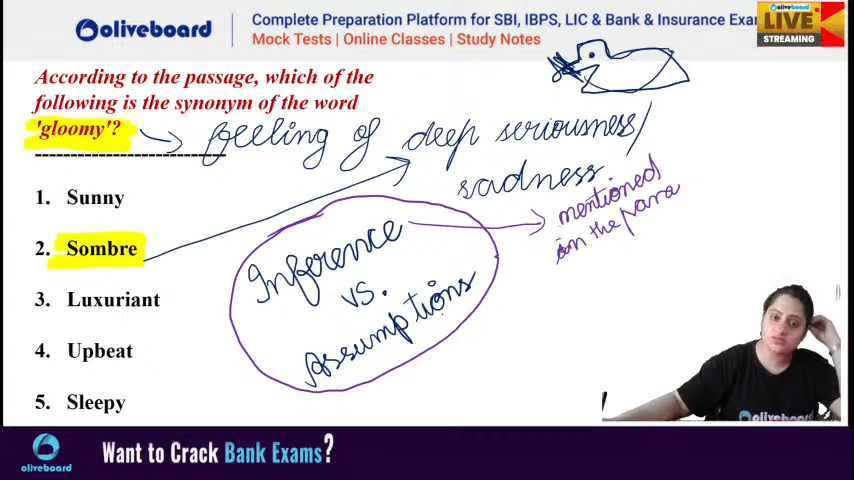 oliveboard
Complete Preparation Platform for SBI, IBPS, LIC & Bank & Insurance Exa
Mock Tests | Online Classes | Study Notes
oliveboard
LIVE
STREAMING
According to the passage, which of the
following is the synonym of the word
'gloomy'?
feeling of deep seriousness/
sadness.
1. Sunny
mentioned
in the para
2. Sombre
Inference
vs.
Assumptions
3. Luxuriant
4. Upbeat
5. Sleepy
oliveboard
oliveboard
Want to Crack Bank Exams?